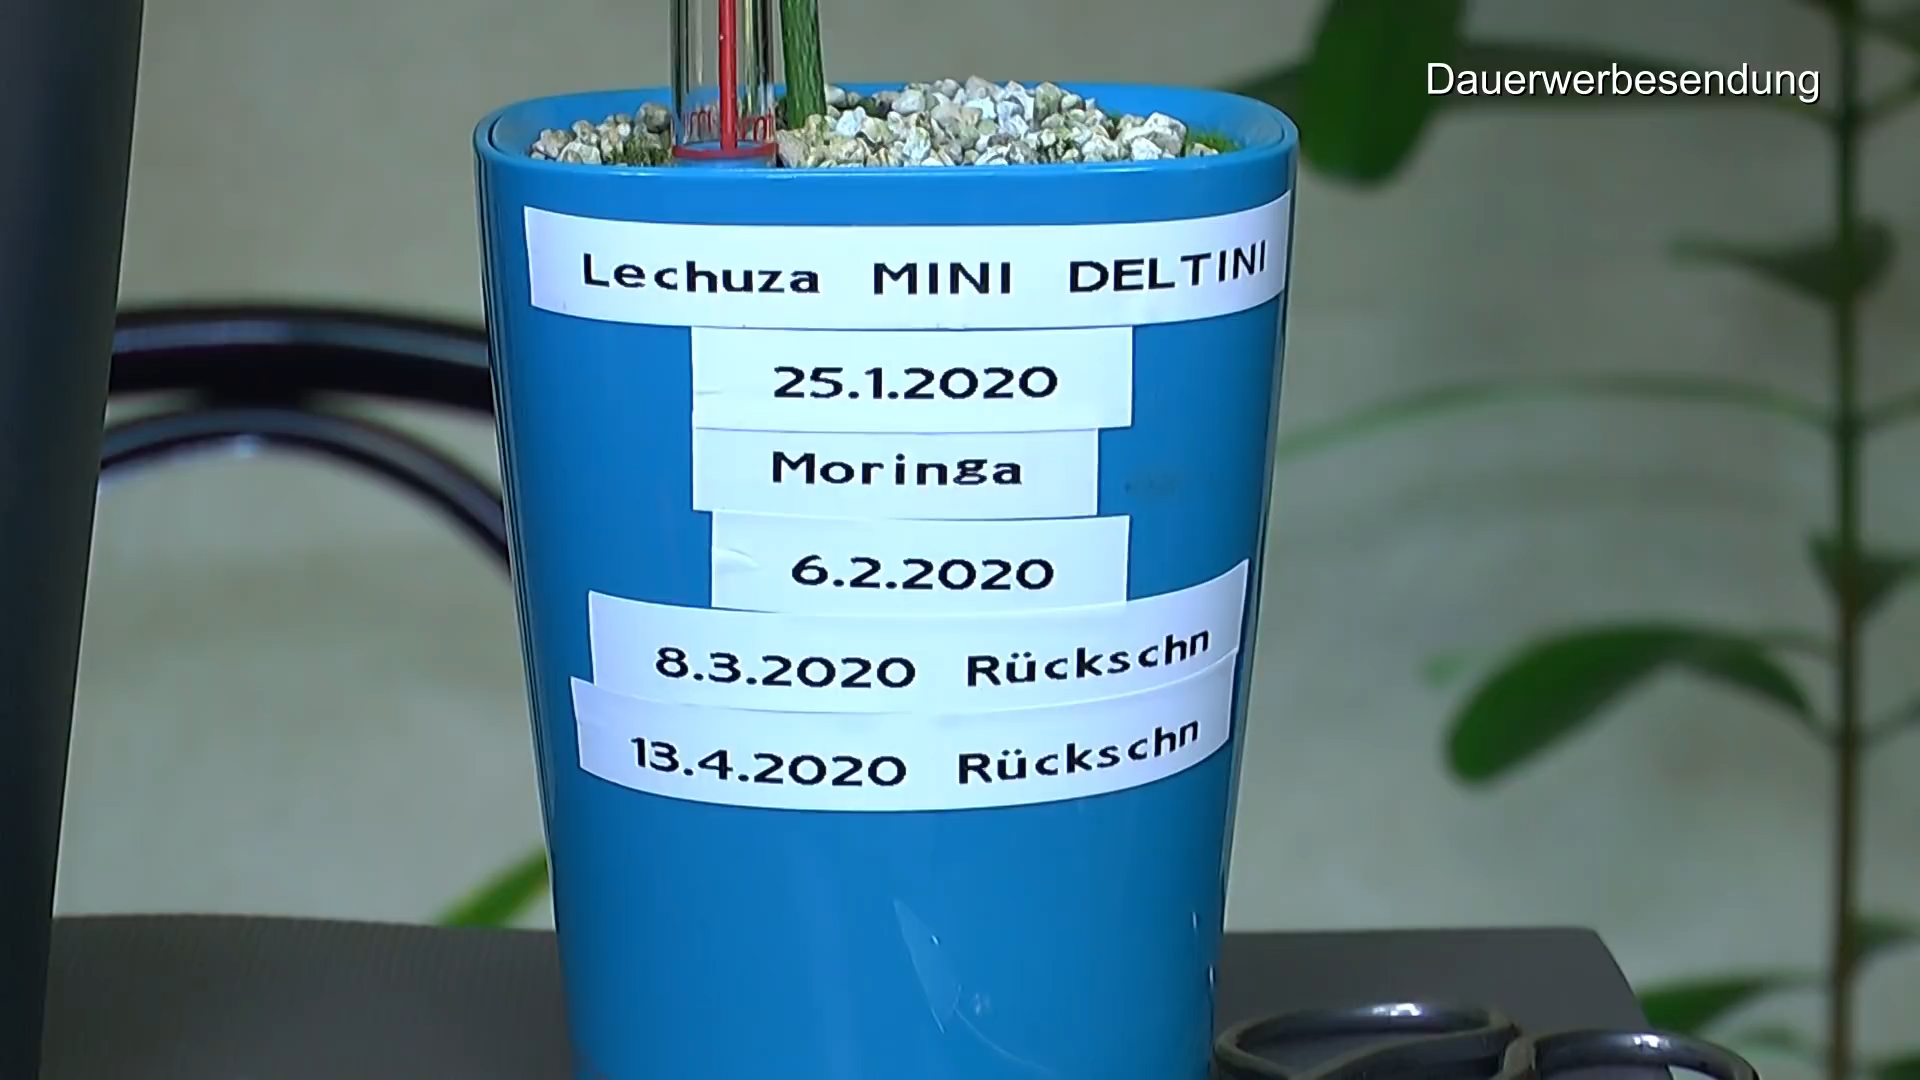 Dauerwerbesendung
Lechuza MINI DELTINI
25.1.2020
Moringa
6.2.2020
8.3.2020 Rückschn
13.4.2020 Rückschn